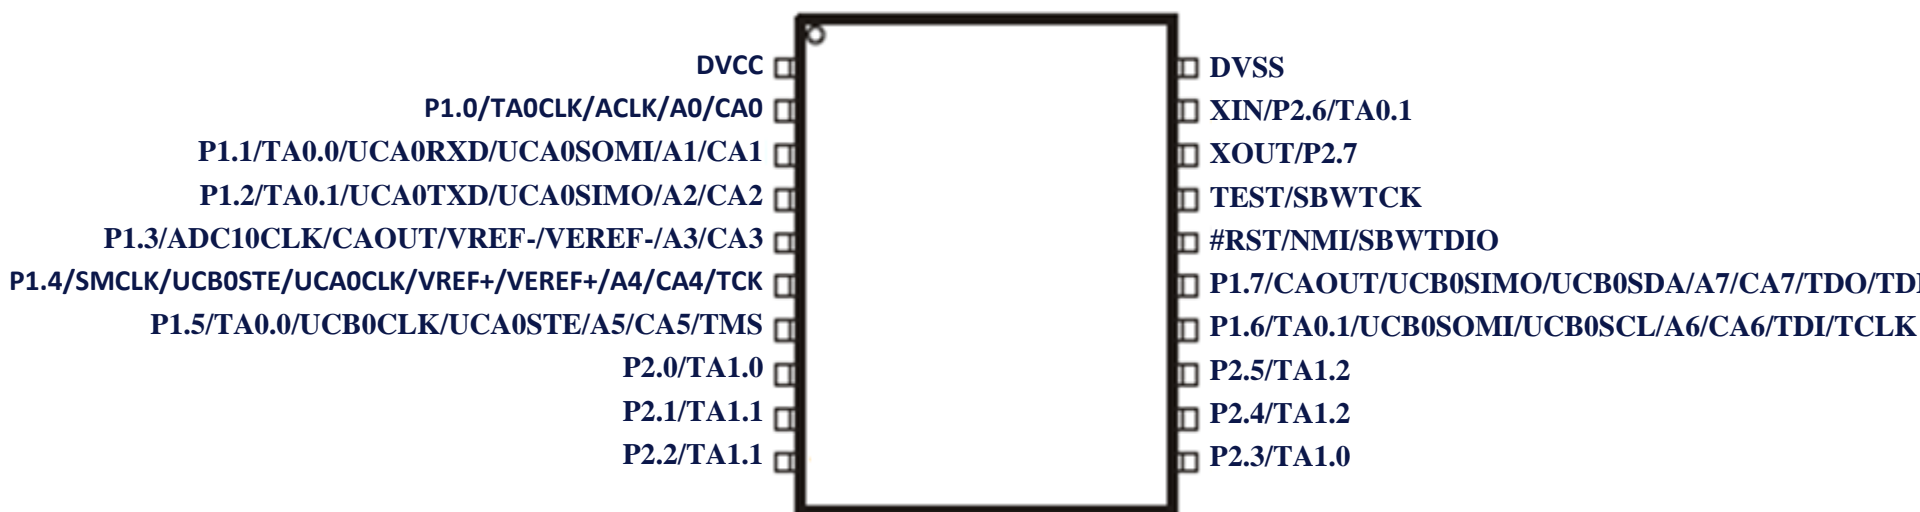 DVCC
P1.0/TA0CLK/ACLK/A0/CA0
P1.1/TA0.0/UCA0RXD/UCA0SOMI/A1/CA1
P1.2/TA0.1/UCA0TXD/UCA0SIMO/A2/CA2
P1.3/ADC10CLK/CAOUT/VREF-/VEREF-/A3/CA3
P1.4/SMCLK/UCB0STE/UCA0CLK/VREF+/VEREF+/A4/CA4/TCK
P1.5/TA0.0/UCB0CLK/UCA0STE/A5/CA5/TMS
P2.0/TA1.0
P2.1/TA1.1
P2.2/TA1.1
DVSS
XIN/P2.6/TA0.1
XOUT/P2.7
TEST/SBWTCK
#RST/NMI/SBWTDIO
P1.7/CAOUT/UCB0SIMO/UCB0SDA/A7/CA7/TDO/TDI
P1.6/TA0.1/UCB0SOMI/UCB0SCL/A6/CA6/TDI/TCLK
P2.5/TA1.2
P2.4/TA1.2
P2.3/TA1.0